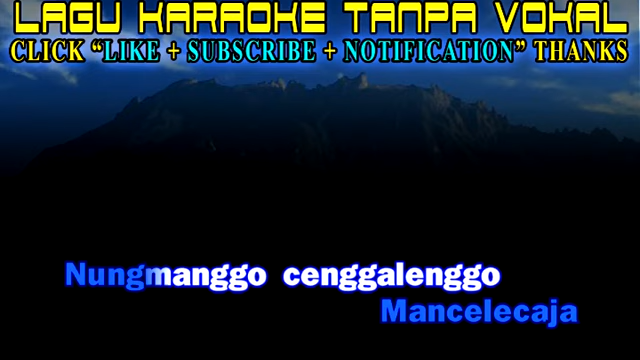 LAGU KARAOKE TANPA VOKAL
CLICK “LIKE + SUBSCRIBE + NOTIFICATION” THANKS
Nungmanggo cenggalenggo
Mancelecaja